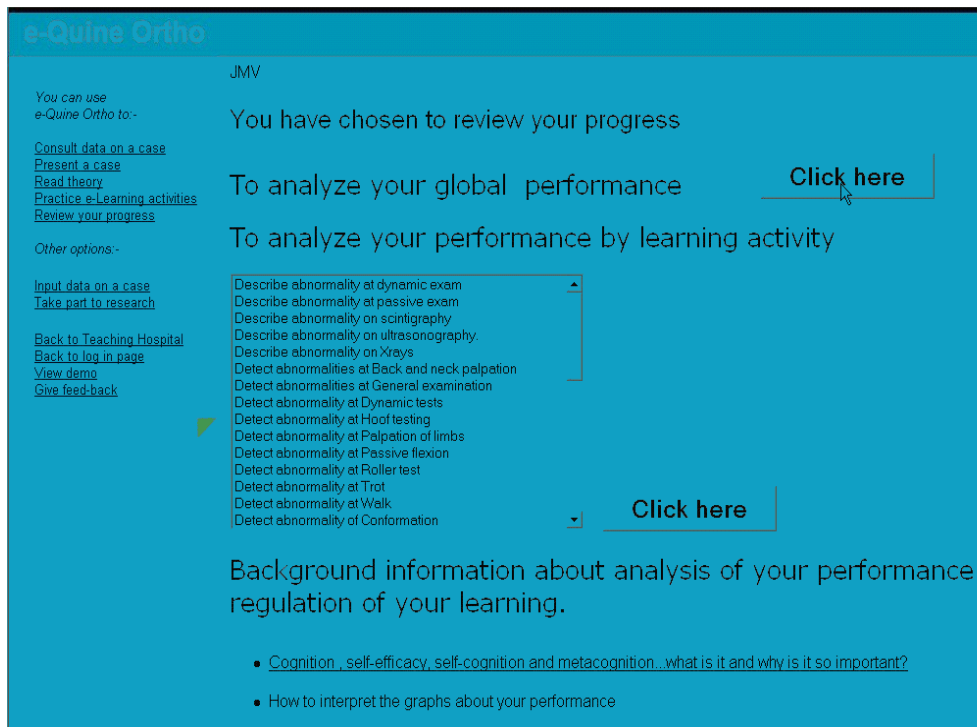 e-Quine Ortho
JMV
You can use
e-Quine Ortho to:-
Consult data on a case
Present a case
Read theory
Practice e-Learning activities
Review your progress
Other options:-
Input data on a case
Take part to research
Back to Teaching Hospital
Back to log in page
View demo
Give feed-back
You have chosen to review your progress
To analyze your global performance
Click here
To analyze your performance by learning activity
Describe abnormality at dynamic exam
Describe abnormality at passive exam
Describe abnormality on scintigraphy
Describe abnormality on ultrasonography.
Describe abnormality on Xrays
Detect abnormalities at Back and neck palpation
Detect abnormalities at General examination
Detect abnormality at Dynamic tests
Detect abnormality at Hoof testing
Detect abnormality at Palpation of limbs
Detect abnormality at Passive flexion
Detect abnormality at Roller test
Detect abnormality at Trot
Detect abnormality at Walk
Detect abnormality of Conformation
Click here
Background information about analysis of your performance
regulation of your learning.
Cognition , self-efficacy, self-cognition and metacognition...what is it and why is it so important?
How to interpret the graphs about your performance